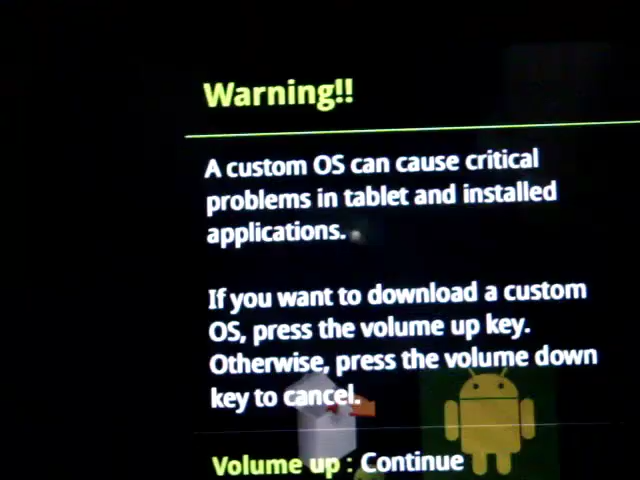 Warning!!
A custom OS can cause critical
problems in tablet and installed
applications.
If you want to download a custom
OS, press the volume up key.
Otherwise, press the volume down
key to cancel.
Volume up : Continue